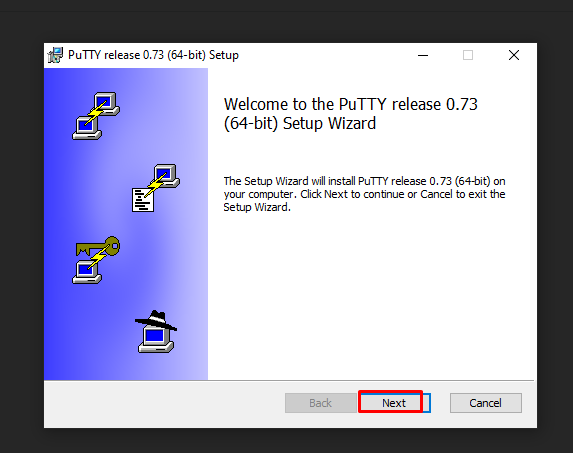 PuTTY release 0.73 (64-bit) Setup
Welcome to the PuTTY release 0.73
(64-bit) Setup Wizard
The Setup Wizard will install PuTTY release 0.73 (64-bit) on
your computer. Click Next to continue or Cancel to exit the
Setup Wizard.
Back Next Cancel